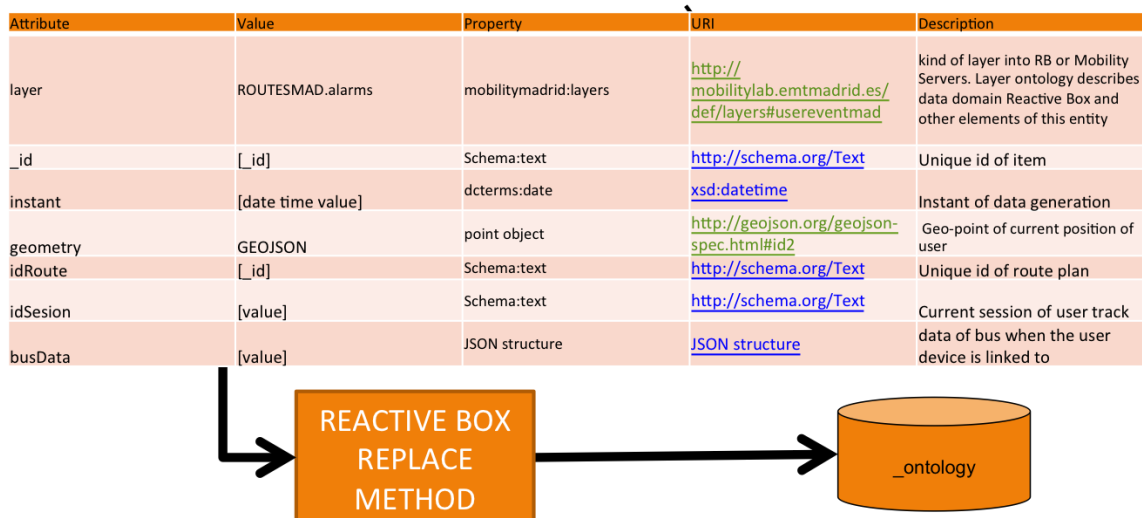 Attribute Value Property URI Description
layer ROUTESMAD.alarms mobilitymadrid:layers
http://
mobilitylab.emtmadrid.es/
def/layers#usereventmad
kind of layer into RB or Mobility
Servers. Layer ontology describes
data domain Reactive Box and
other elements of this entity
_id [_id] Schema:text http://schema.org/Text Unique id of item
instant [date time value] dcterms:date xsd:datetime Instant of data generation
geometry GEOJSON point object
http://geojson.org/geojson-
spec.html#id2
Geo-point of current position of
user
idRoute [_id] Schema:text http://schema.org/Text Unique id of route plan
idSesion [value] Schema:text http://schema.org/Text Current session of user track
busData [value] JSON structure JSON structure
data of bus when the user
device is linked to
REACTIVE BOX
REPLACE
METHOD
_ontology